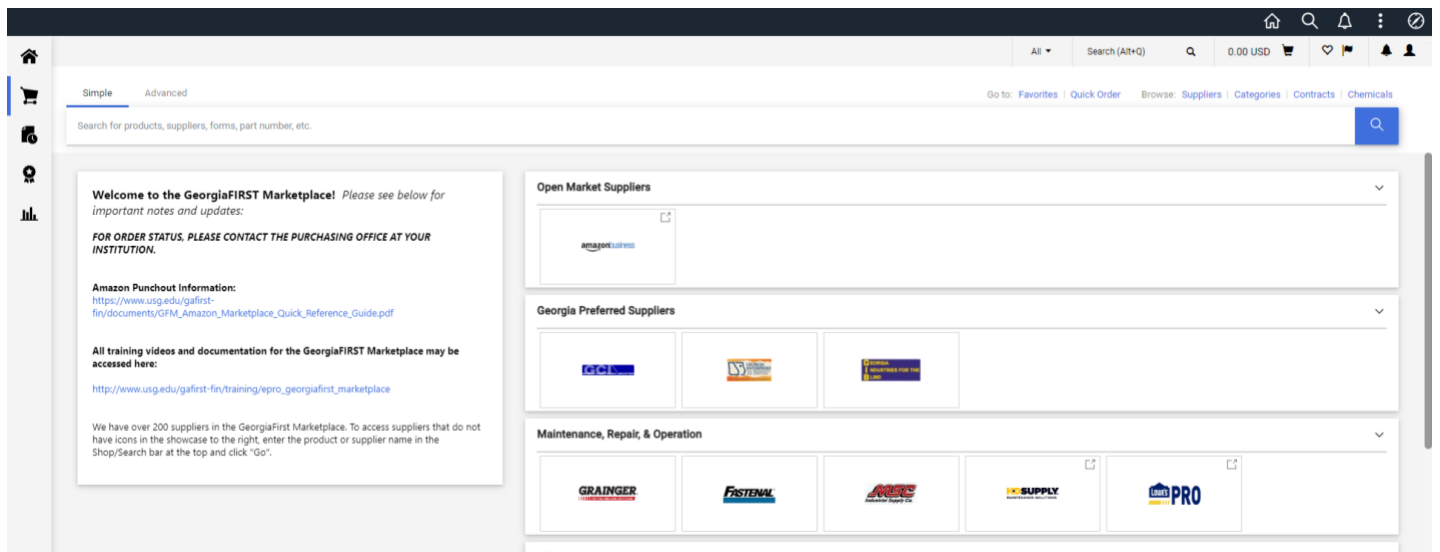 All
Search (Alt+Q)
0.00 USD
Simple
Advanced
Go to: Favorites | Quick Order Browse: Suppliers | Categories | Contracts | Chemicals
Search for products, suppliers, forms, part number, etc.
Welcome to the GeorgiaFIRST Marketplace! Please see below for
important notes and updates:
FOR ORDER STATUS, PLEASE CONTACT THE PURCHASING OFFICE AT YOUR
INSTITUTION.
Amazon Punchout Information:
https://www.usg.edu/gafirst-
fin/documents/GFM_Amazon_Marketplace_Quick_Reference_Guide.pdf
All training videos and documentation for the GeorgiaFIRST Marketplace may be
accessed here:
http://www.usg.edu/gafirst-fin/training/epro_georgiafirst_marketplace
We have over 200 suppliers in the GeorgiaFirst Marketplace. To access suppliers that do not
have icons in the showcase to the right, enter the product or supplier name in the
Shop/Search bar at the top and click "Go".
Open Market Suppliers
amazonbusiness
Georgia Preferred Suppliers
GCI
GEORGIA
INDUSTRIES FOR THE
BLIND
Maintenance, Repair, & Operation
GRAINGER
FASTENAL
MSC
Industrial Supply Co.
HD SUPPLY
LOWE'S PRO